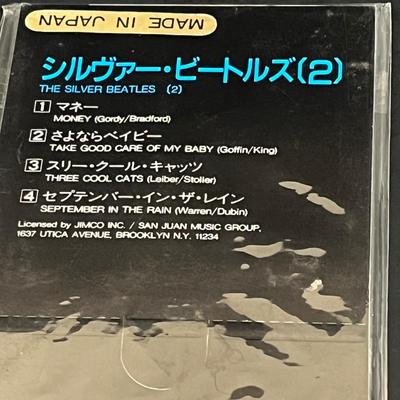 MADE IN JAPAN
シルヴァー・ビートルズ〔2〕
THE SILVER BEATLES 〔2〕
1 マネー
MONEY (Gordy/Bradford)
2 さよならベイビー
TAKE GOOD CARE OF MY BABY (Goffin/King)
3 スリー・クール・キャッツ
THREE COOL CATS (Leiber/Stoller)
4 セプテンバー・イン・ザ・レイン
SEPTEMBER IN THE RAIN (Warren/Dubin)
Licensed by JIMCO INC. / SAN JUAN MUSIC GROUP,
1637 UTICA AVENUE, BROOKLYN N.Y. 11234